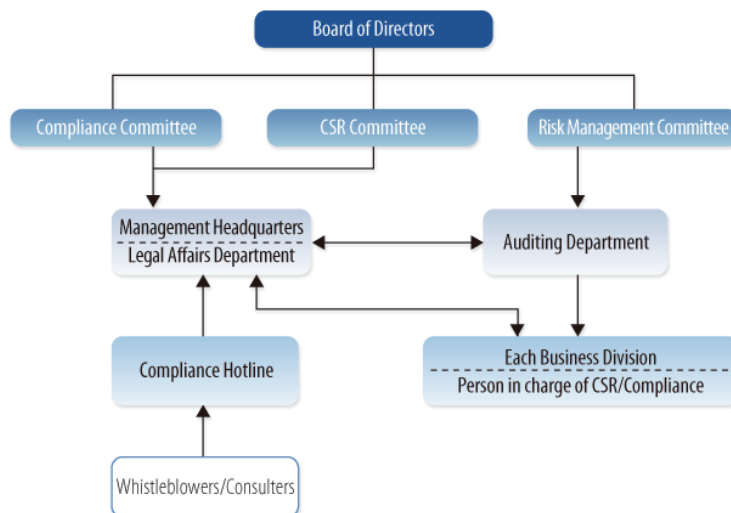 Board of Directors
Compliance Committee
CSR Committee
Risk Management Committee
Management Headquarters
Legal Affairs Department
Auditing Department
Compliance Hotline
Each Business Division
Person in charge of CSR/Compliance
Whistleblowers/Consulters